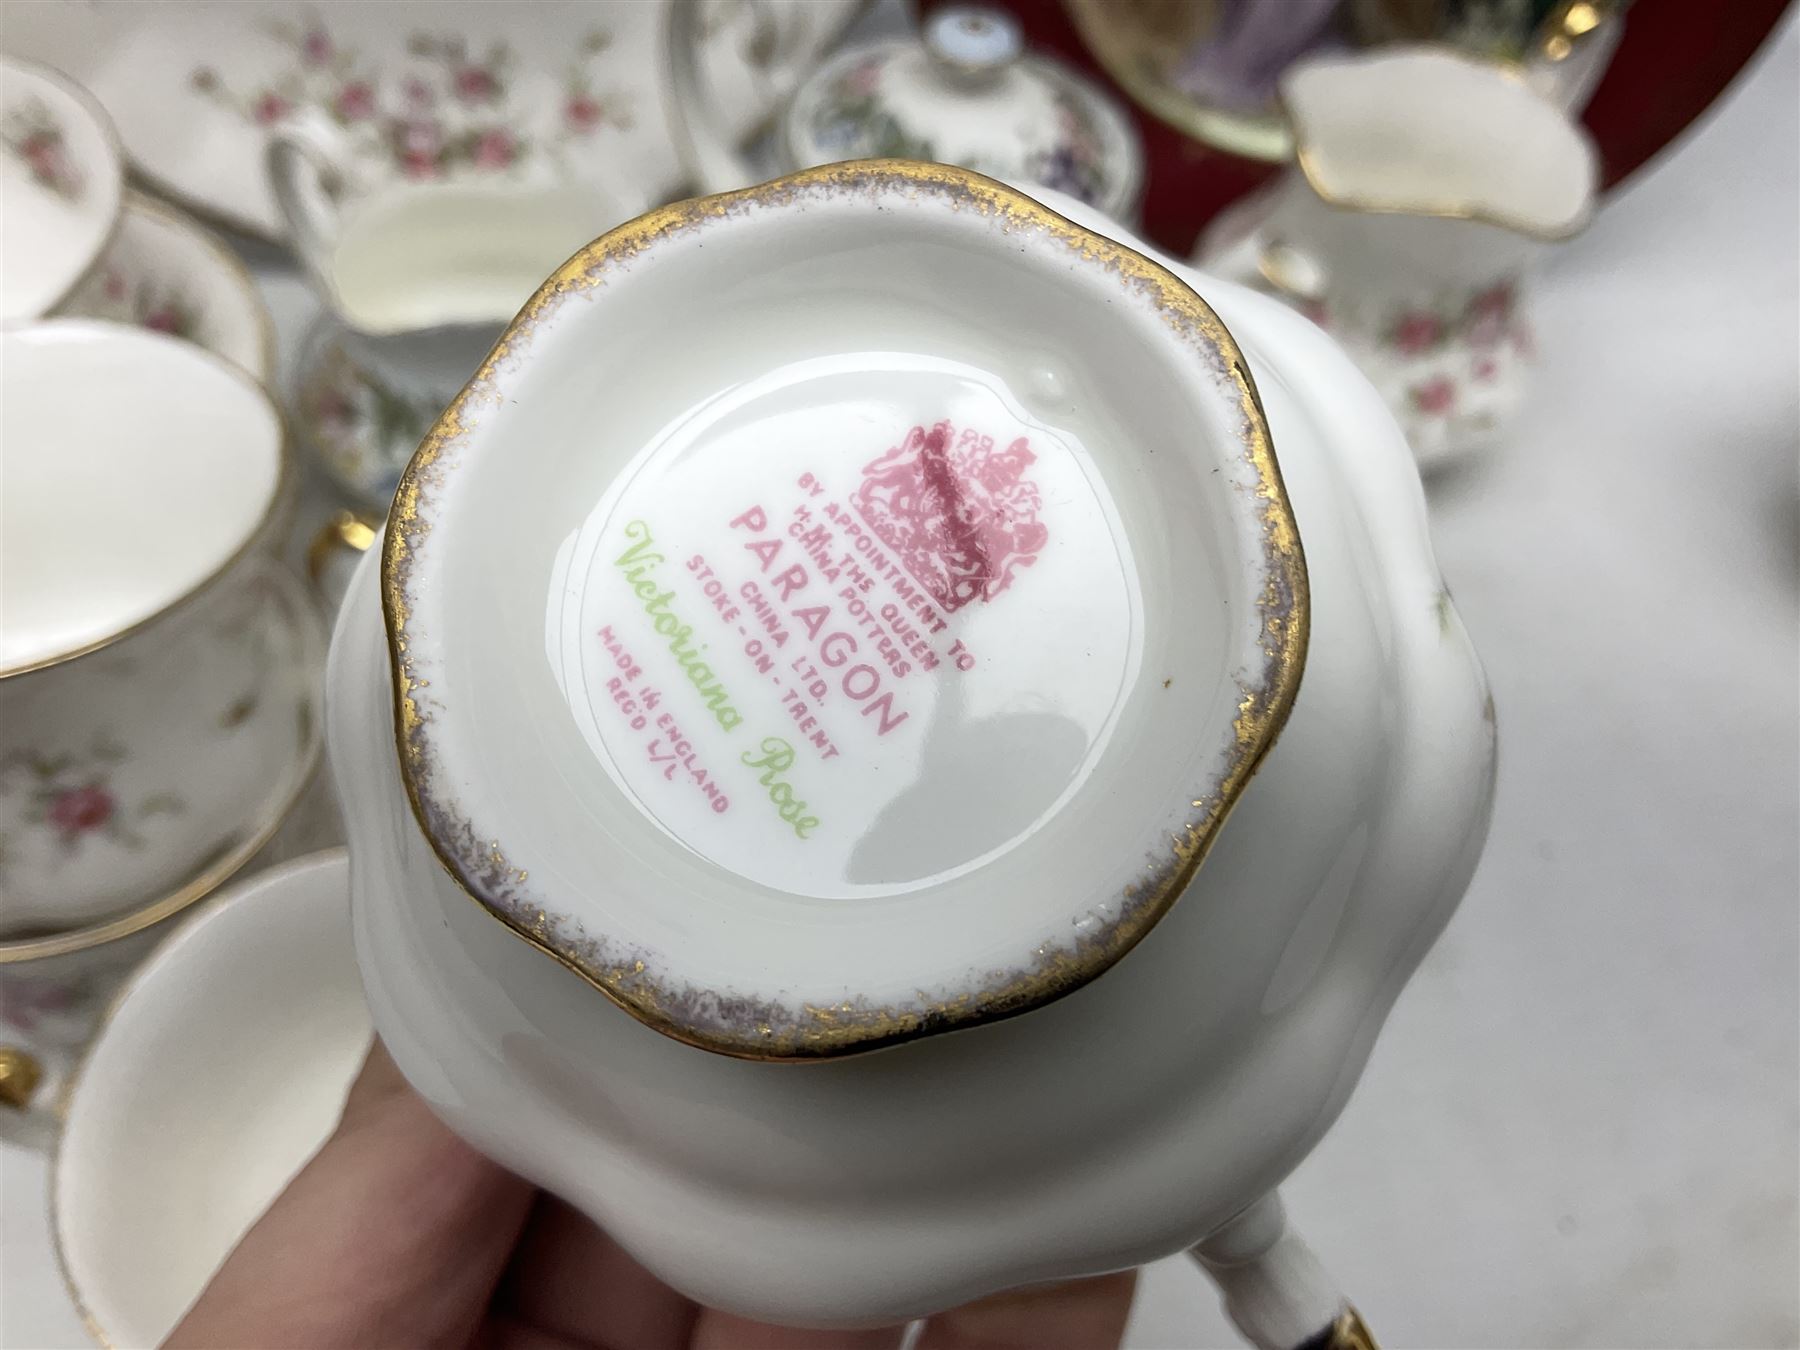 BY APPOINTMENT TO
H.M. THE QUEEN
CHINA POTTERS
PARAGON
CHINA LTD.,
STOKE-ON-TRENT
Victoriana Rose
MADE IN ENGLAND
REG'D L/L